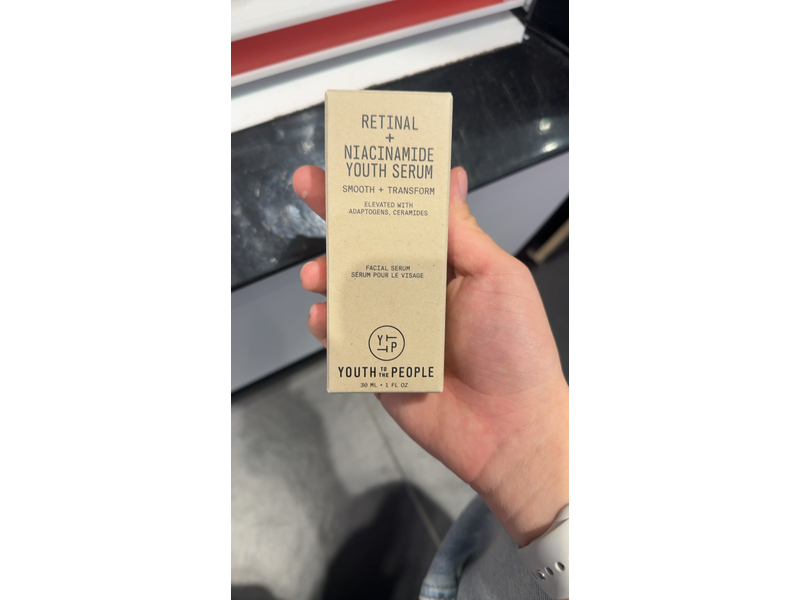 RETINAL
+
NIACINAMIDE
YOUTH SERUM
SMOOTH + TRANSFORM
ELEVATED WITH
ADAPTOGENS, CERAMIDES
FACIAL SERUM
SÉRUM POUR LE VISAGE
Y T T P
YOUTH TO THE PEOPLE
30 ML • 1 FL OZ